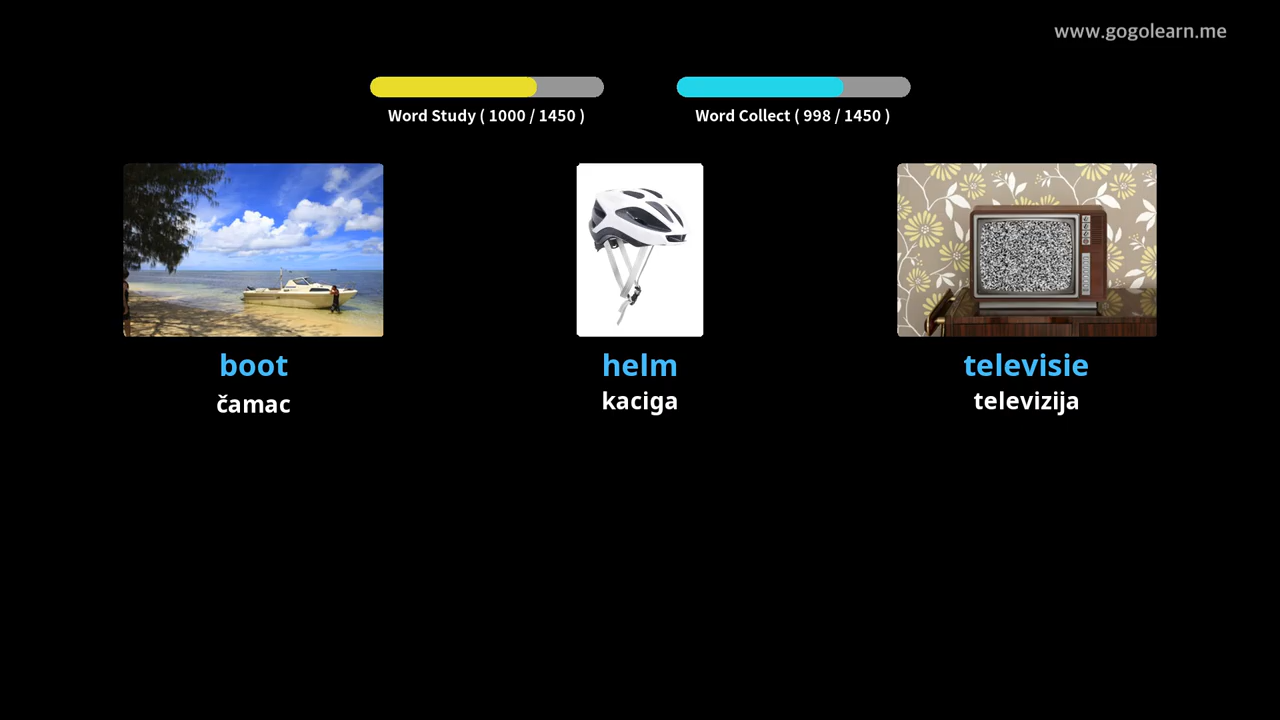 www.gogolearn.me
Word Study ( 1000 / 1450 )
Word Collect ( 998 / 1450 )
boot
čamac
helm
kaciga
televisie
televizija